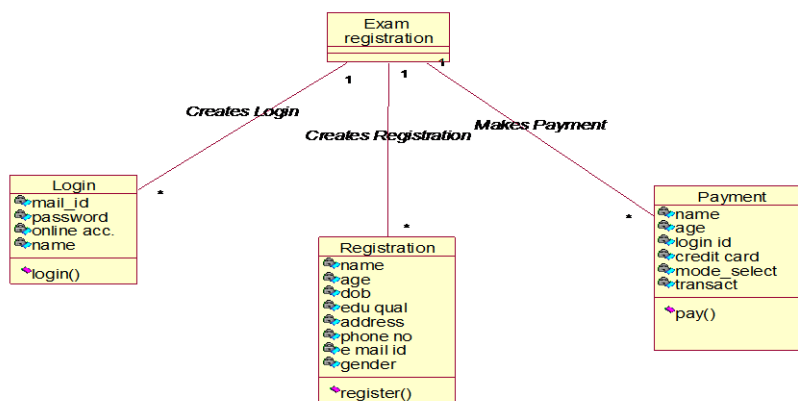 Exam
registration
1
1
1
Creates Login
Creates Registration
Makes Payment
*
*
*
Login
mail_id
password
online acc.
name
login()
Registration
name
age
dob
edu qual
address
phone no
e mail id
gender
register()
Payment
name
age
login id
credit card
mode_select
transact
pay()